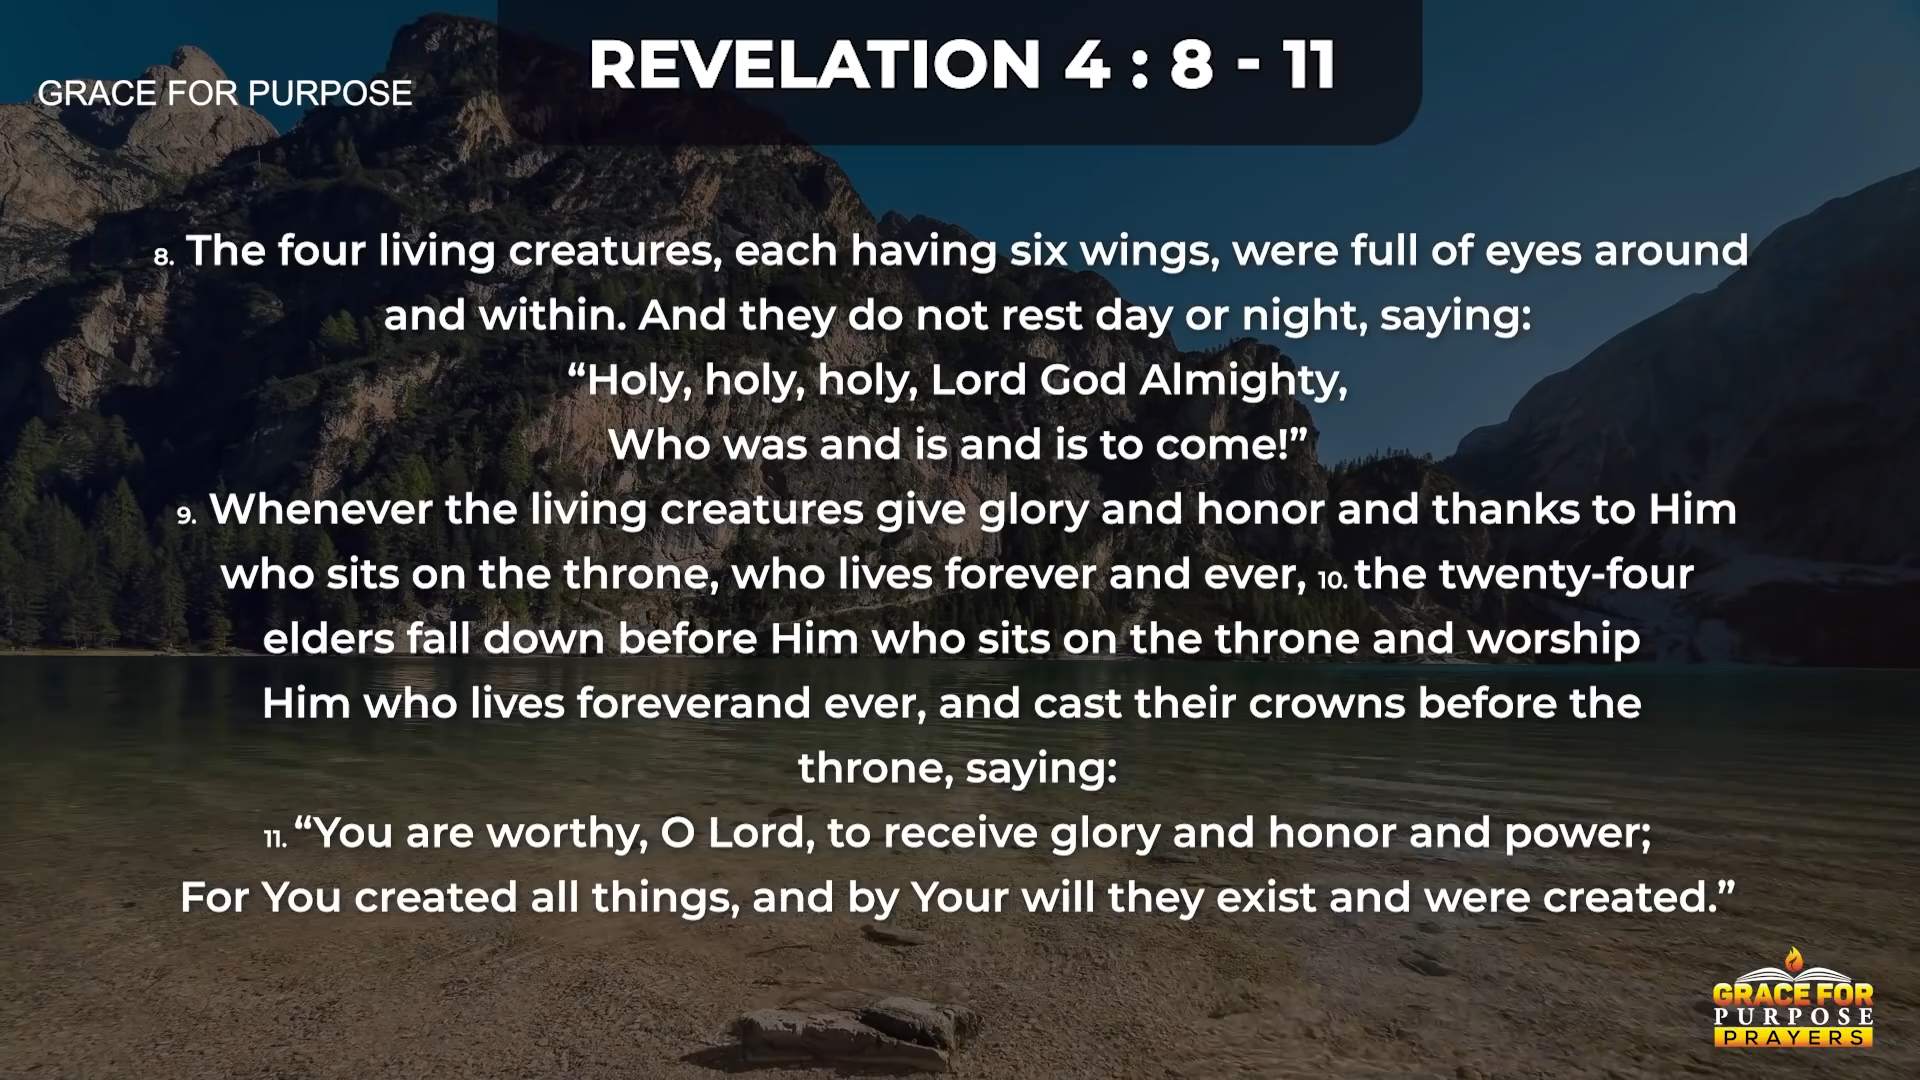 REVELATION 4 : 8 - 11
GRACE FOR PURPOSE
8. The four living creatures, each having six wings, were full of eyes around
and within. And they do not rest day or night, saying:
“Holy, holy, holy, Lord God Almighty,
Who was and is and is to come!”
9. Whenever the living creatures give glory and honor and thanks to Him
who sits on the throne, who lives forever and ever, 10. the twenty-four
elders fall down before Him who sits on the throne and worship
Him who lives foreverand ever, and cast their crowns before the
throne, saying:
11. “You are worthy, O Lord, to receive glory and honor and power;
For You created all things, and by Your will they exist and were created.”
GRACE FOR
PURPOSE
PRAYERS